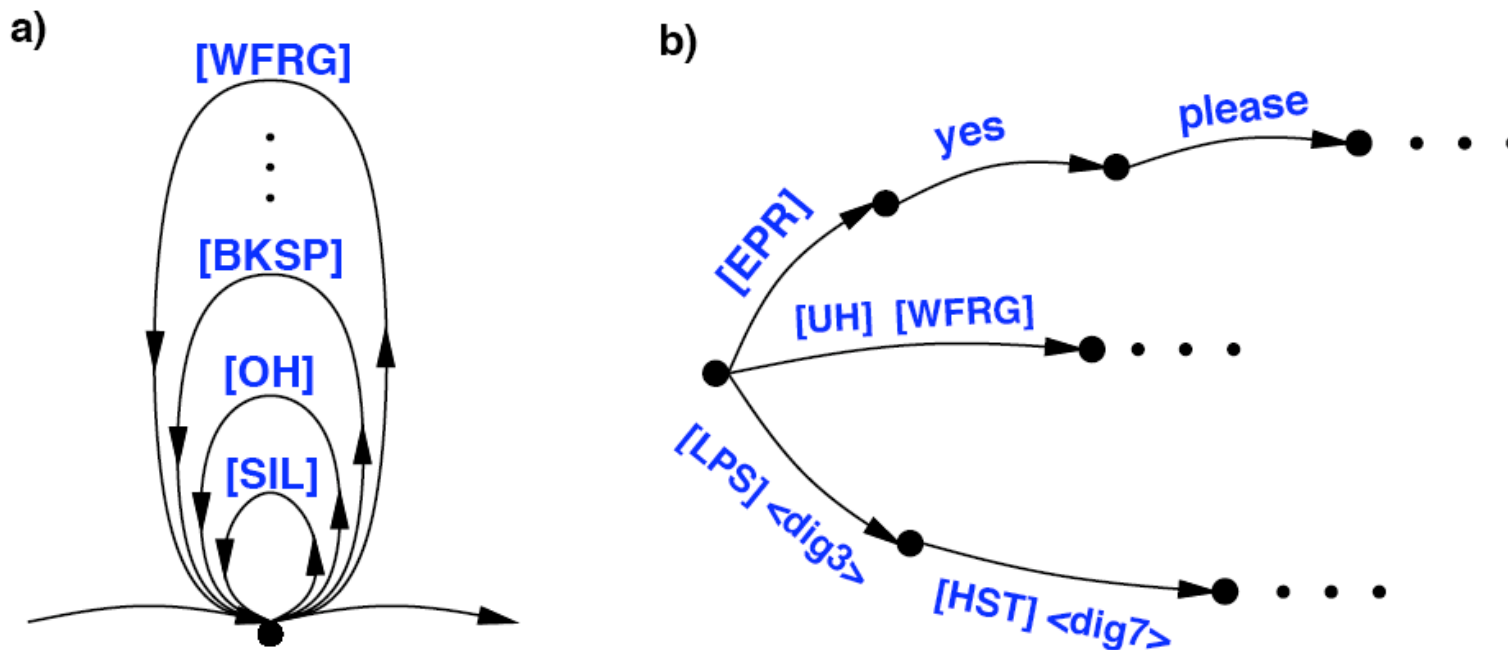 a)
[WFRG]
[BKSP]
[OH]
[SIL]
b)
[EPR]
yes
please
[UH] [WFRG]
[LPS] <dig3>
[HST] <dig7>